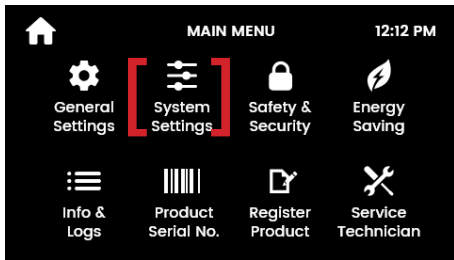 MAIN MENU
12:12 PM
General
Settings
System
Settings
Safety &
Security
Energy
Saving
Info &
Logs
Product
Serial No.
Register
Product
Service
Technician